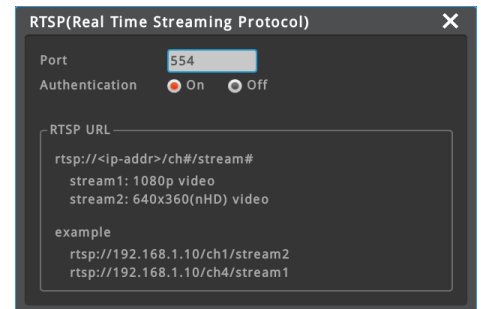 RTSP(Real Time Streaming Protocol)
Port 554
Authentication On Off
RTSP URL
rtsp://<ip-addr>/ch#/stream#
stream1: 1080p video
stream2: 640x360(nHD) video
example
rtsp://192.168.1.10/ch1/stream2
rtsp://192.168.1.10/ch4/stream1